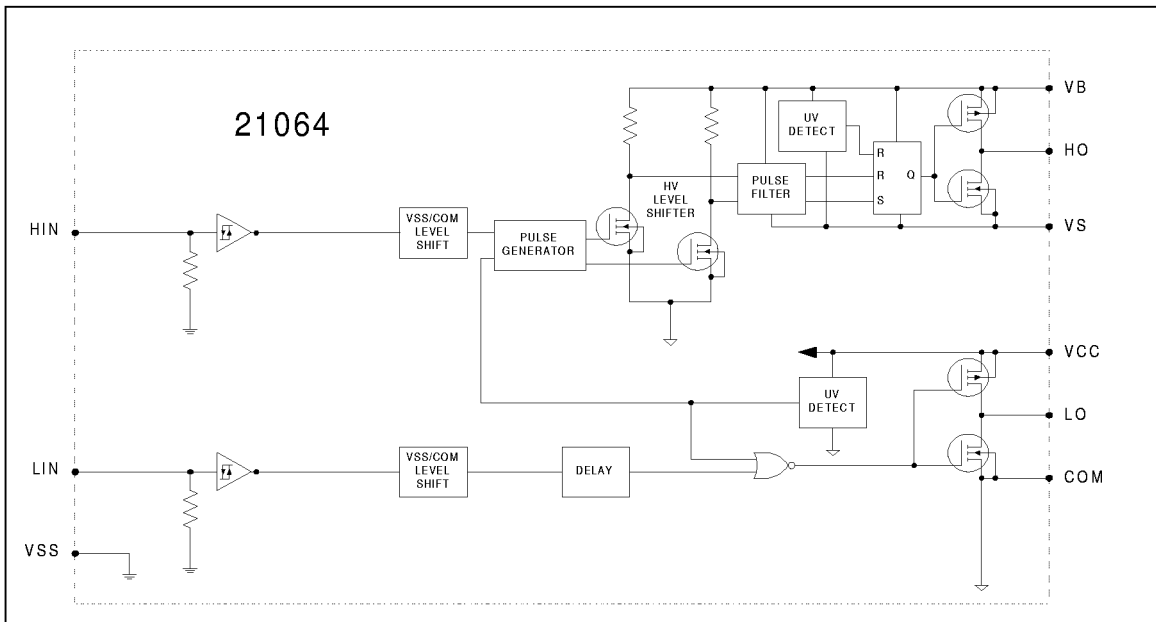 21064
VB
UV
DETECT
HO
R
R
Q
S
HV
LEVEL
SHIFTER
PULSE
FILTER
VS
HIN
VSS/COM
LEVEL
SHIFT
PULSE
GENERATOR
VCC
UV
DETECT
LO
LIN
VSS/COM
LEVEL
SHIFT
DELAY
COM
VSS